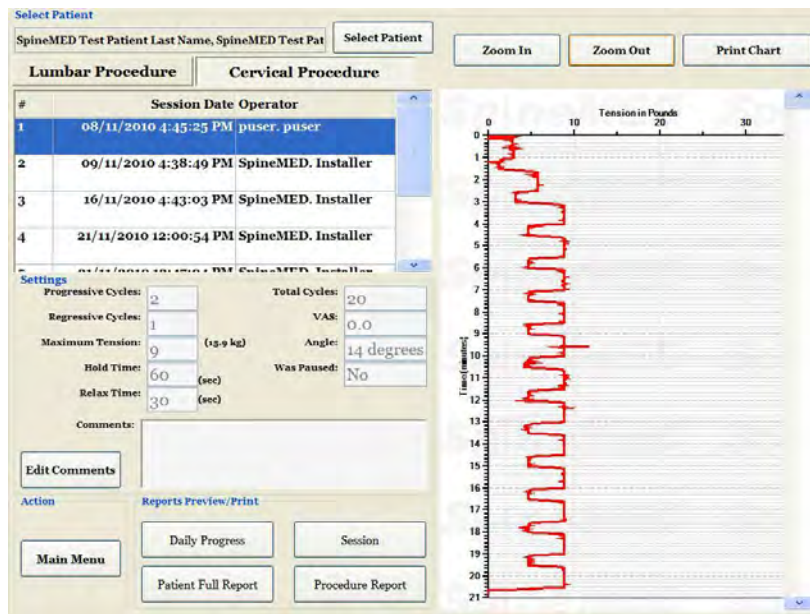 Select Patient
SpineMED Test Patient Last Name, SpineMED Test Pat
Select Patient
Zoom In
Zoom Out
Print Chart
Lumbar Procedure
Cervical Procedure
# Session Date Operator
1 08/11/2010 4:45:25 PM puser. puser
2 09/11/2010 4:38:49 PM SpineMED. Installer
3 16/11/2010 4:43:03 PM SpineMED. Installer
4 21/11/2010 12:00:54 PM SpineMED. Installer
Settings
Progressive Cycles: 2
Total Cycles: 20
Regressive Cycles: 1
VAS: 0.0
Maximum Tension: 9 (15.9 kg)
Angle: 14 degrees
Hold Time: 60 (sec)
Was Paused: No
Relax Time: 30 (sec)
Comments:
Edit Comments
Action
Reports Preview/Print
Main Menu
Daily Progress
Session
Patient Full Report
Procedure Report
Tension in Pounds
0 10 20 30
Time [minutes]
0
1
2
3
4
5
6
7
8
9
10
11
12
13
14
15
16
17
18
19
20
21